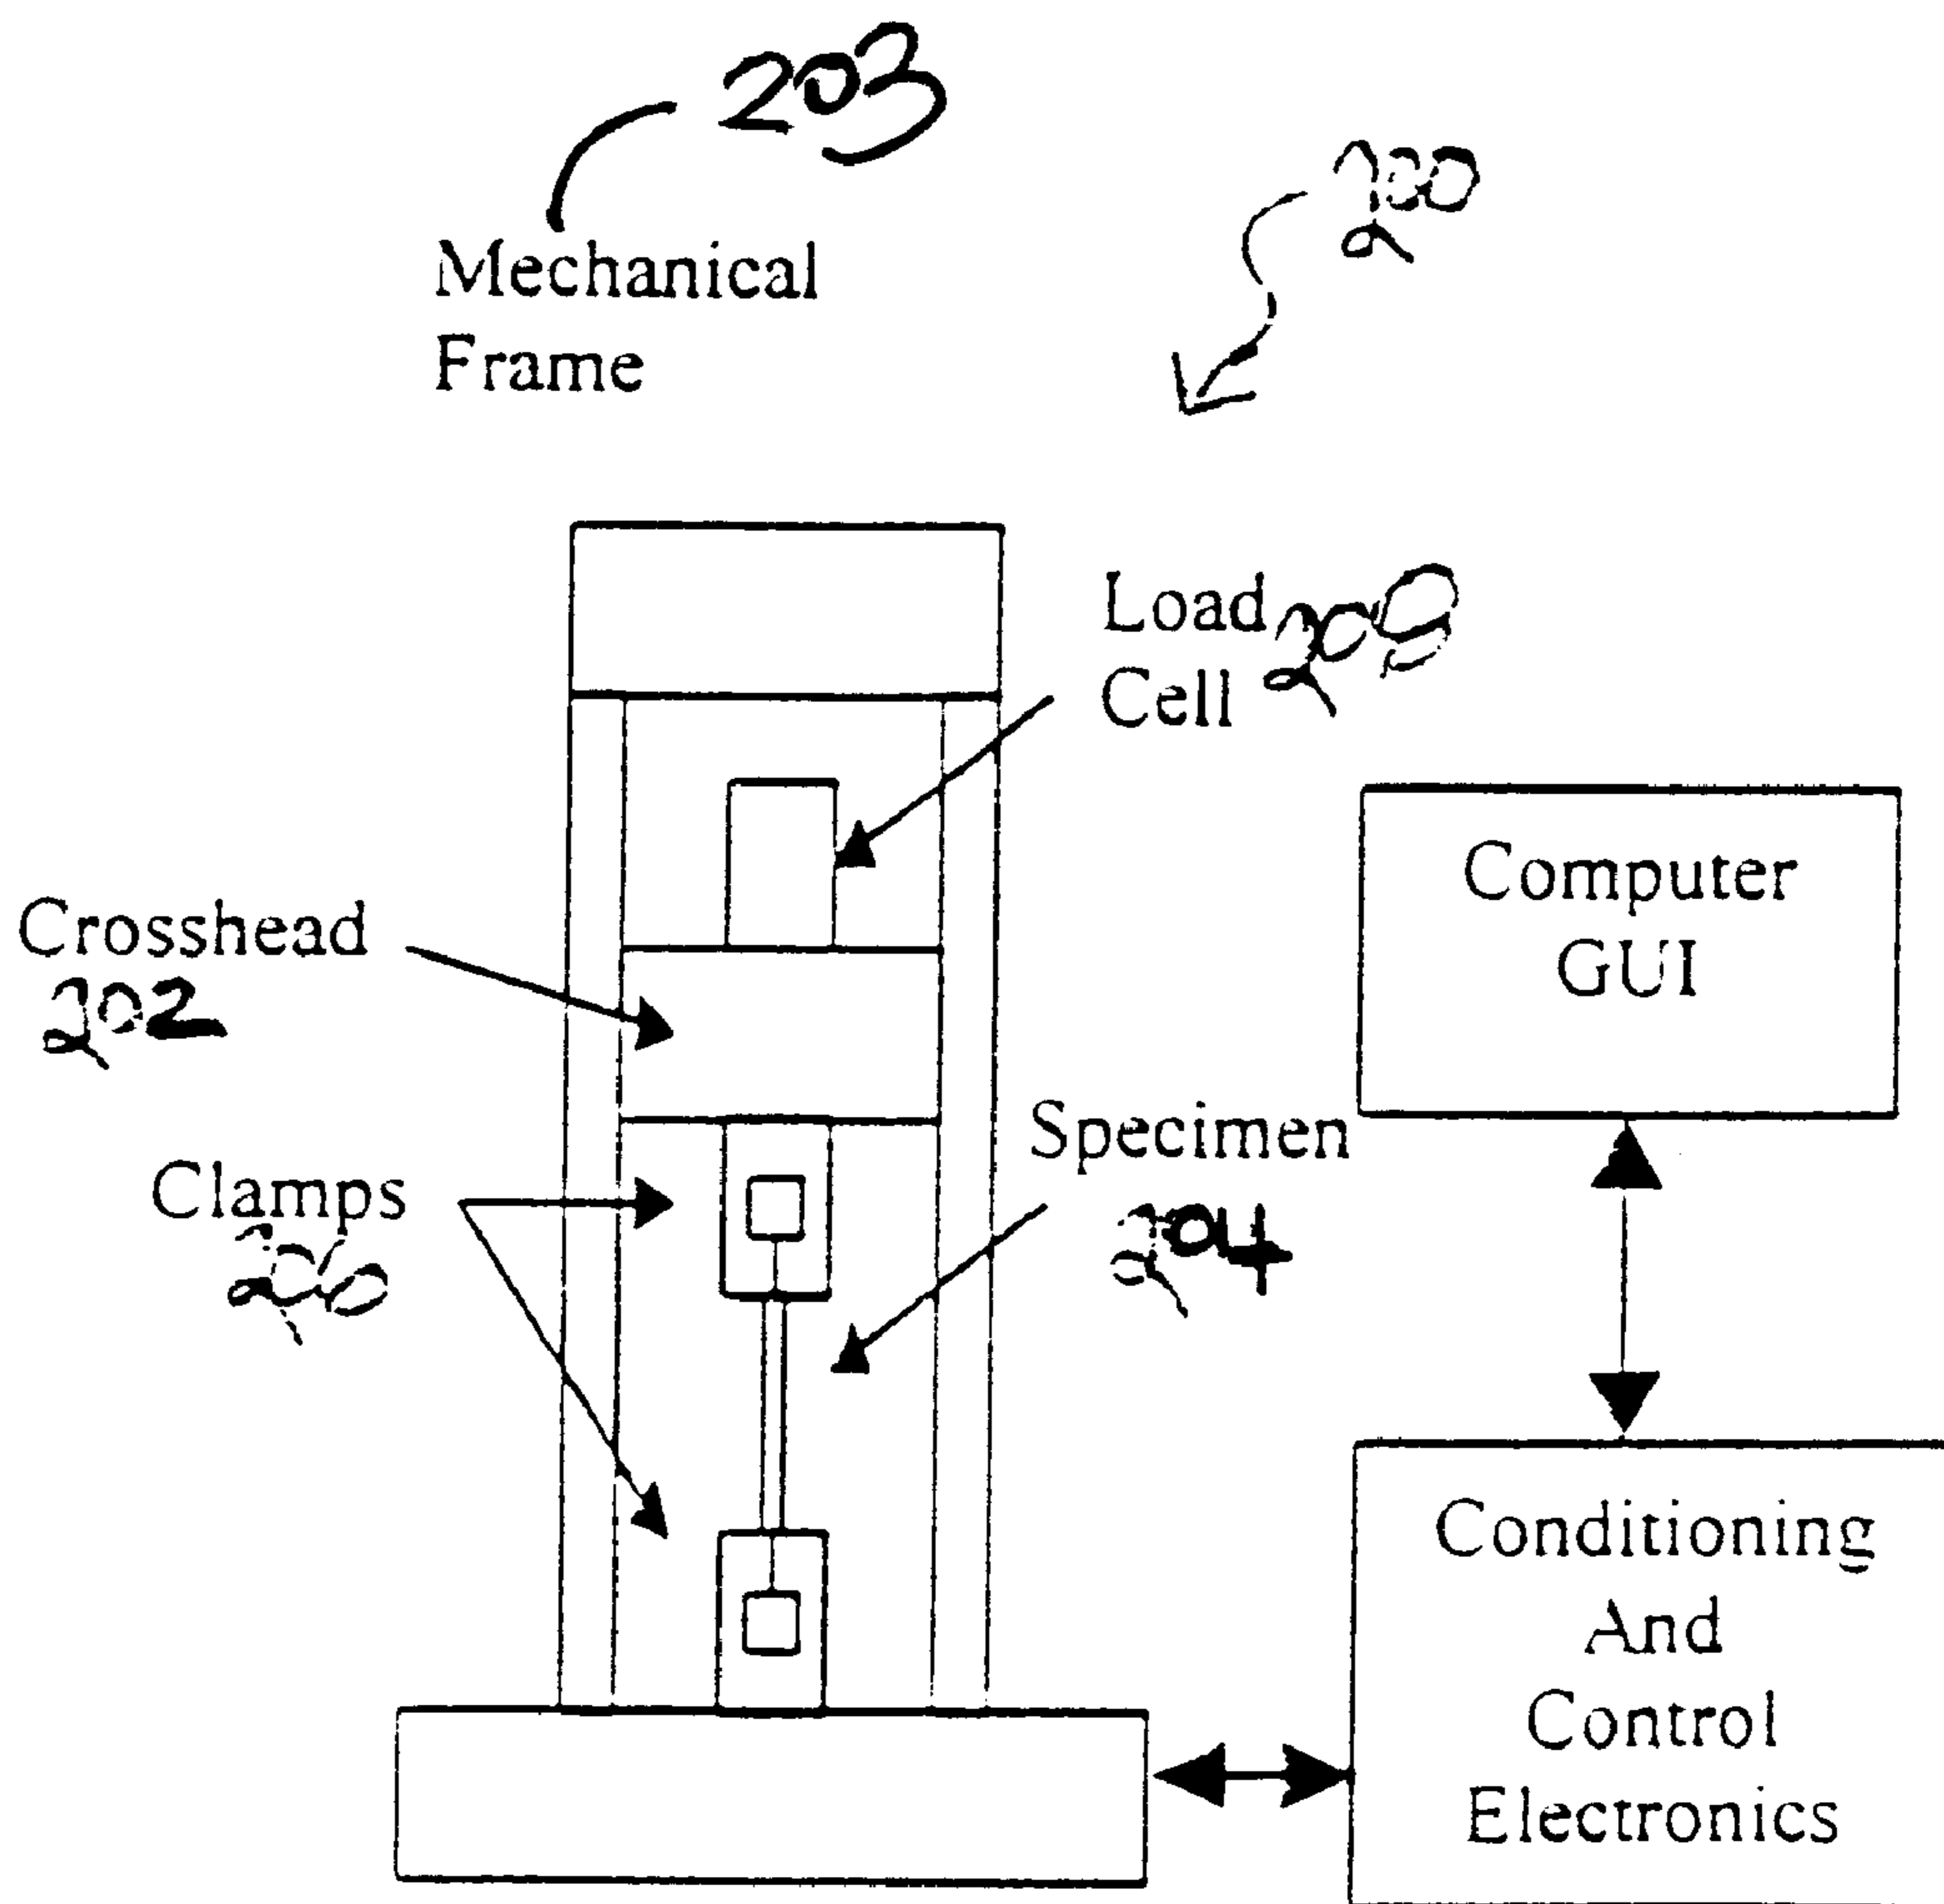 203
200
Mechanical
Frame
Load 208
Cell
Computer
GUI
Crosshead
202
Specimen
204
Clamps
206
Conditioning
And
Control
Electronics